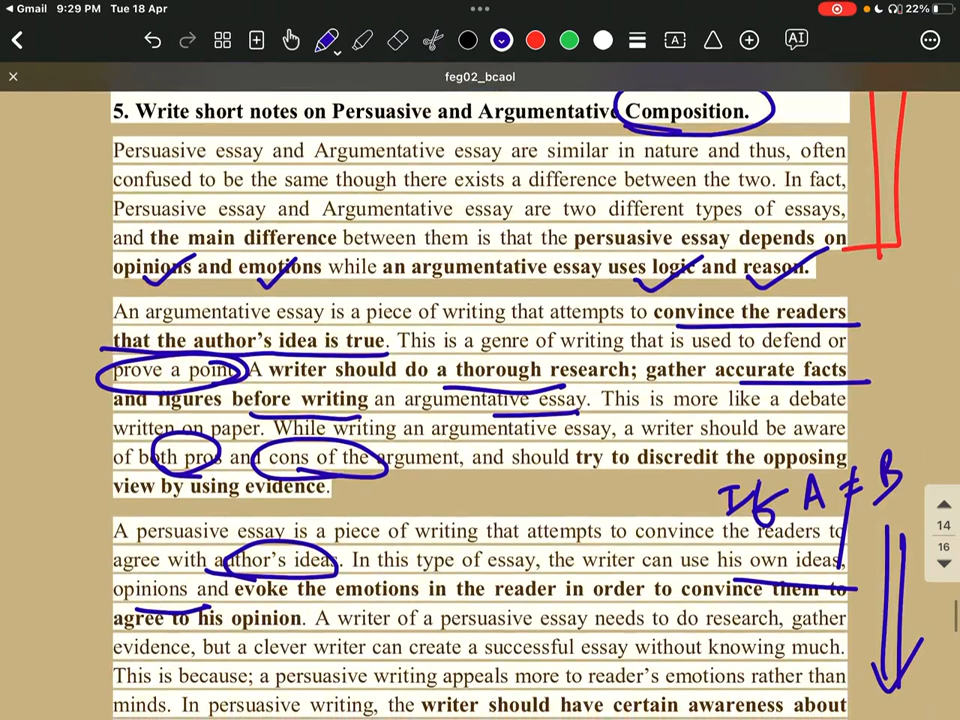 Gmail 9:29 PM Tue 18 Apr 22%
A AI
feg02_bcaol
5. Write short notes on Persuasive and Argumentative Composition.
Persuasive essay and Argumentative essay are similar in nature and thus, often
confused to be the same though there exists a difference between the two. In fact,
Persuasive essay and Argumentative essay are two different types of essays,
and the main difference between them is that the persuasive essay depends on
opinions and emotions while an argumentative essay uses logic and reason.
An argumentative essay is a piece of writing that attempts to convince the readers
that the author's idea is true. This is a genre of writing that is used to defend or
prove a point. A writer should do a thorough research; gather accurate facts
and figures before writing an argumentative essay. This is more like a debate
written on paper. While writing an argumentative essay, a writer should be aware
of both pros and cons of the argument, and should try to discredit the opposing
view by using evidence.
If A ≠ B
14
16
A persuasive essay is a piece of writing that attempts to convince the readers to
agree with author's ideas. In this type of essay, the writer can use his own ideas,
opinions and evoke the emotions in the reader in order to convince them to
agree to his opinion. A writer of a persuasive essay needs to do research, gather
evidence, but a clever writer can create a successful essay without knowing much.
This is because; a persuasive writing appeals more to reader's emotions rather than
minds. In persuasive writing, the writer should have certain awareness about